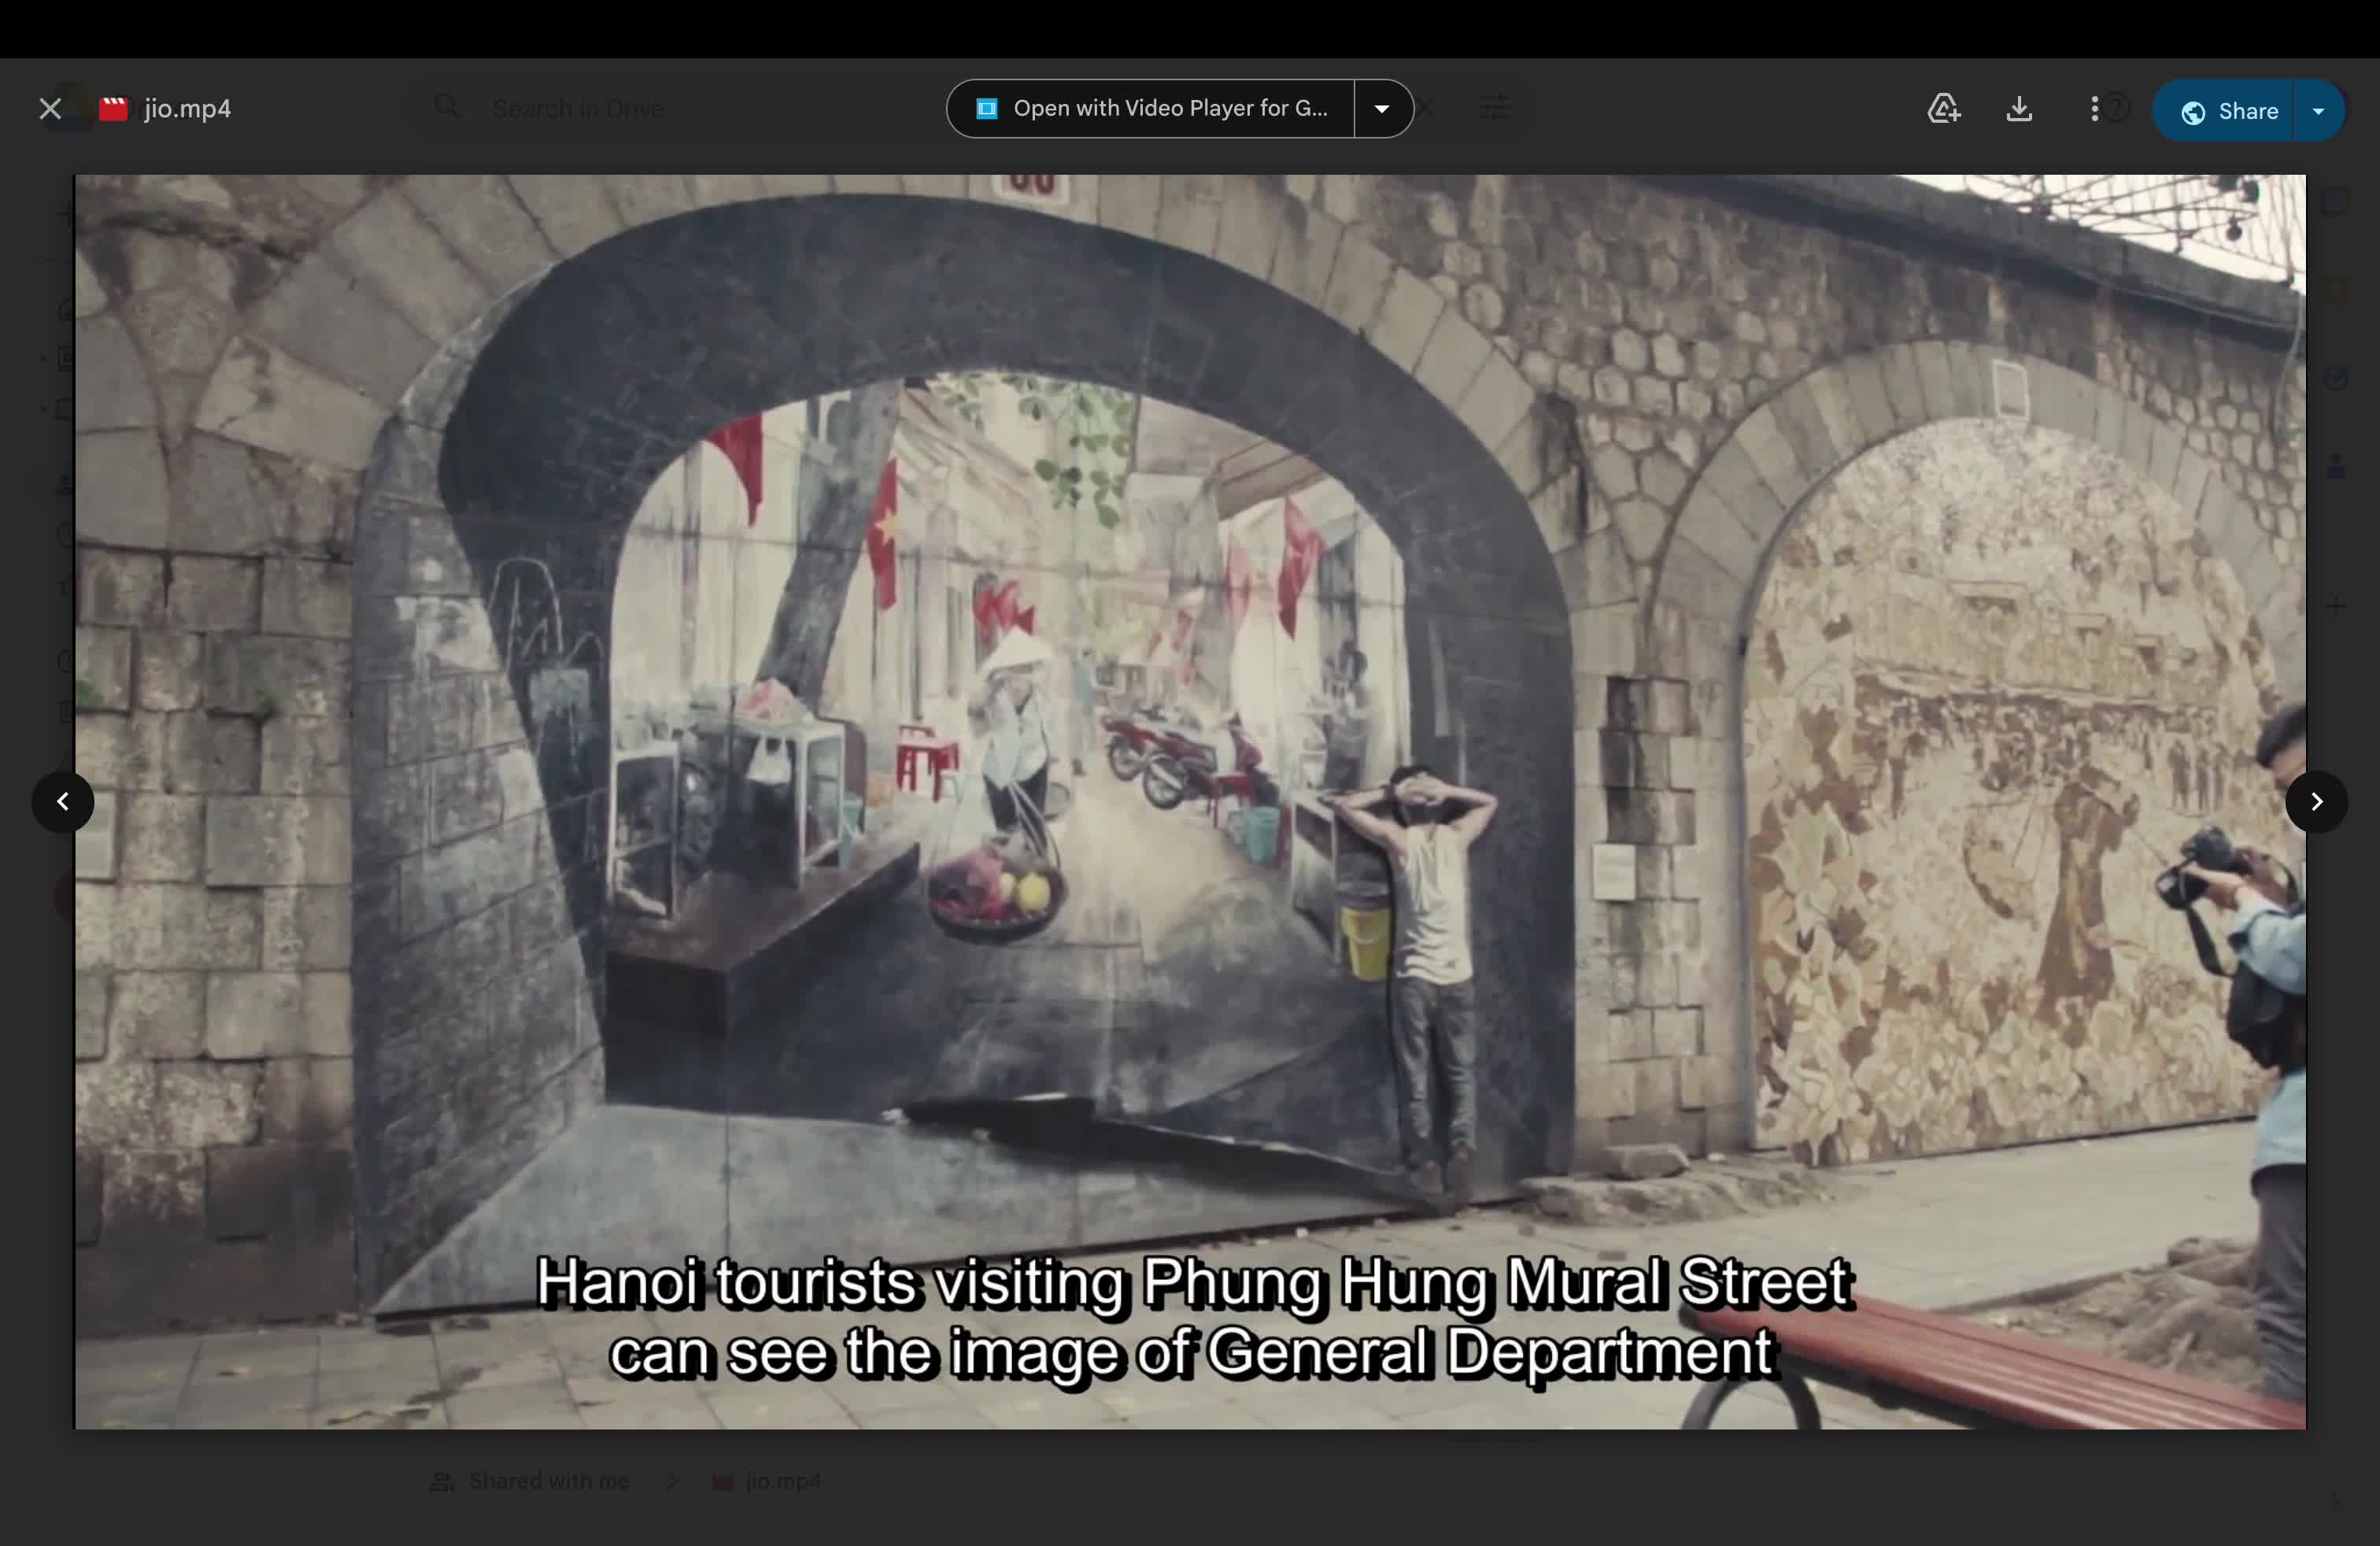 jio.mp4
Search in Drive
Open with Video Player for G...
Share
Hanoi tourists visiting Phung Hung Mural Street
can see the image of General Department
Shared with me
jio.mp4